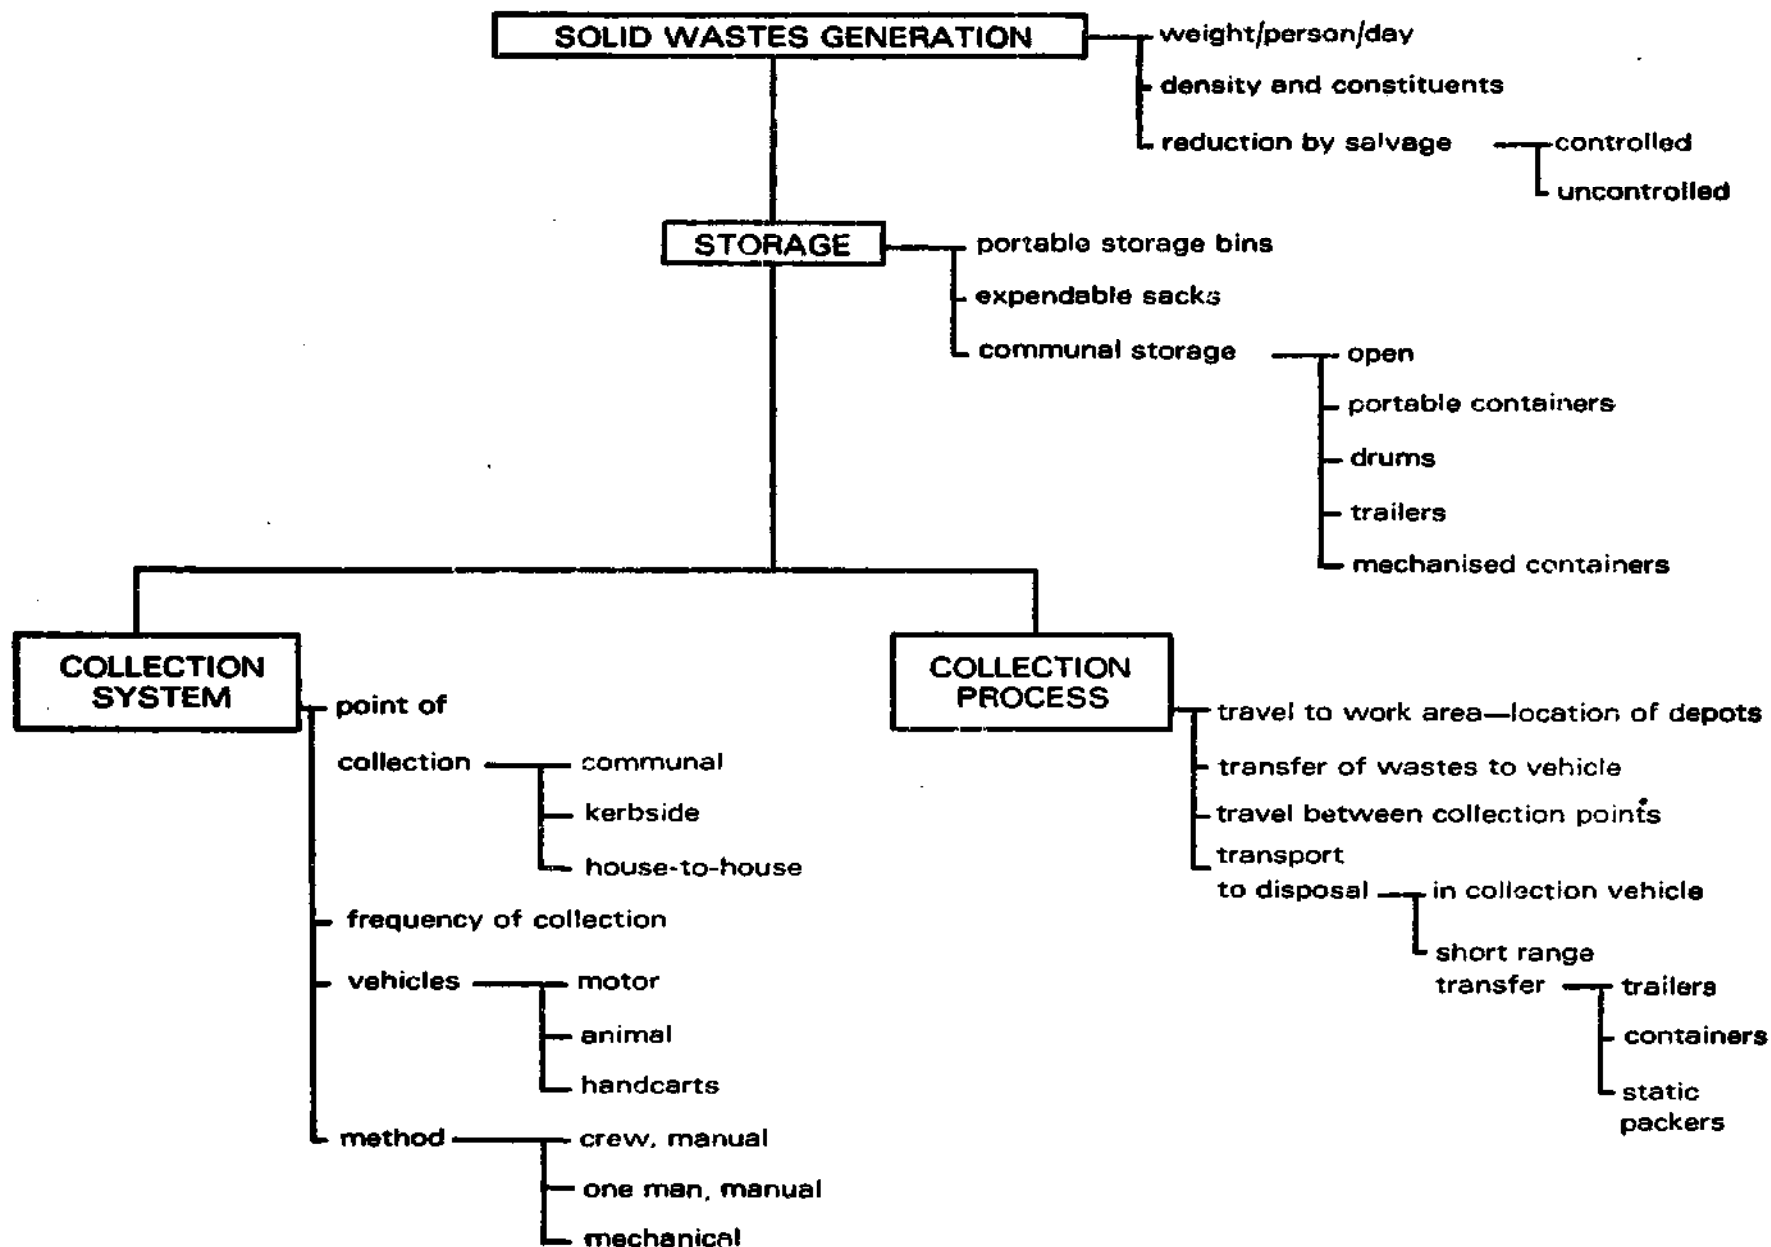 SOLID WASTES GENERATION
weight/person/day
density and constituents
reduction by salvage
controlled
uncontrolled
STORAGE
portable storage bins
expendable sacks
communal storage
open
portable containers
drums
trailers
mechanised containers
COLLECTION
SYSTEM
point of
collection
communal
kerbside
house-to-house
frequency of collection
vehicles
motor
animal
handcarts
method
crew, manual
one man, manual
mechanical
COLLECTION
PROCESS
travel to work area—location of depots
transfer of wastes to vehicle
travel between collection points
transport
to disposal
in collection vehicle
short range
transfer
trailers
containers
static
packers